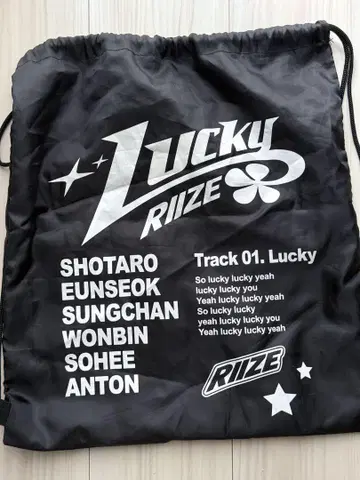 Lucky
RIIZE
SHOTARO
EUNSEOK
SUNGCHAN
WONBIN
SOHEE
ANTON
Track 01. Lucky
So lucky lucky yeah
lucky lucky you
Yeah lucky lucky yeah
So lucky lucky
yeah lucky lucky you
Yeah lucky lucky yeah
RIIZE